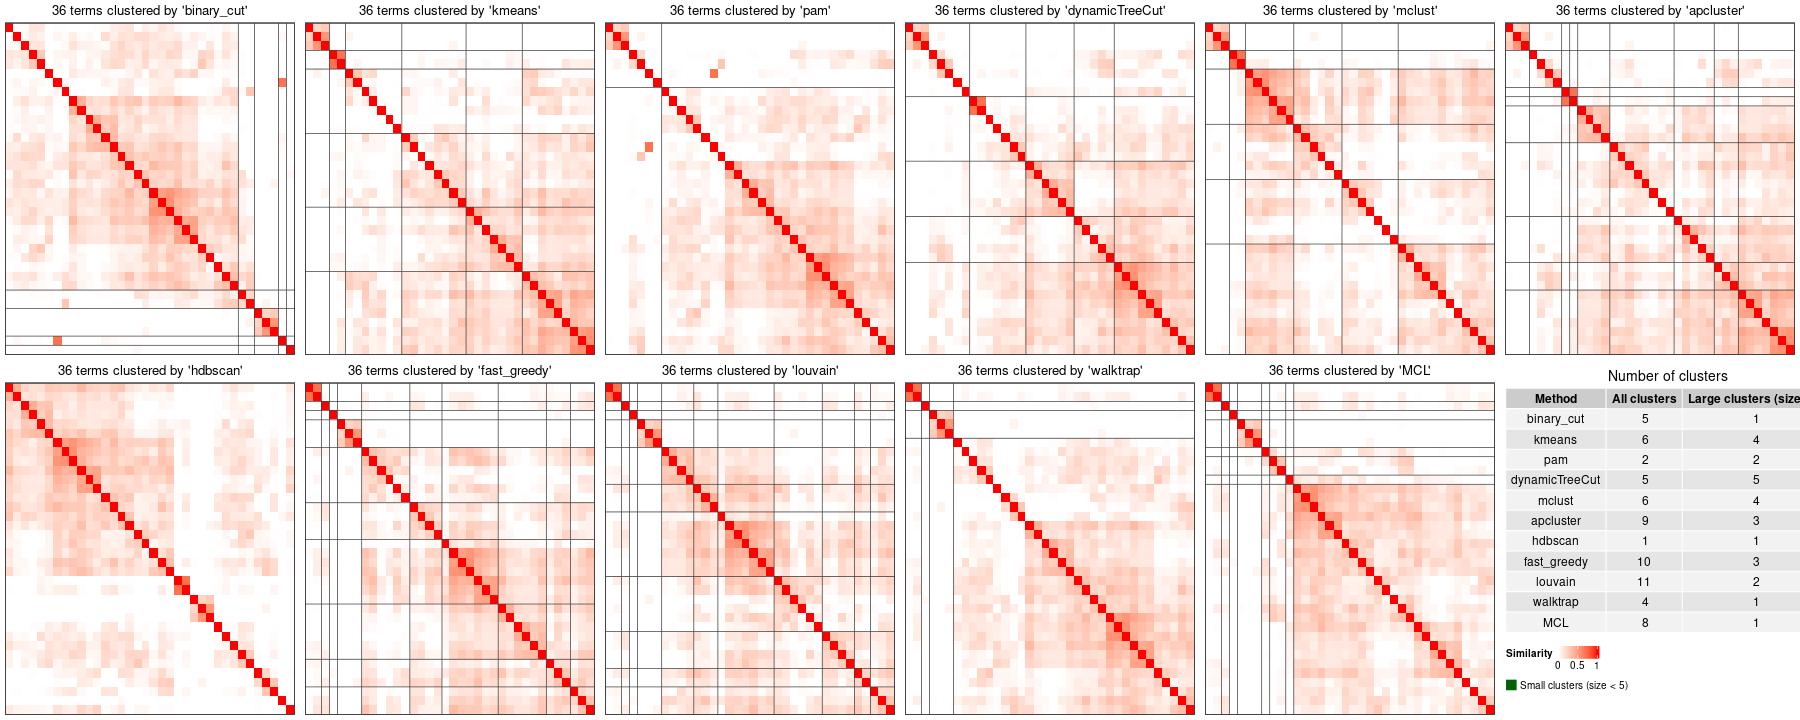 36 terms clustered by 'binary_cut'
36 terms clustered by 'kmeans'
36 terms clustered by 'pam'
36 terms clustered by 'dynamicTreeCut'
36 terms clustered by 'mclust'
36 terms clustered by 'apcluster'
36 terms clustered by 'hdbscan'
36 terms clustered by 'fast_greedy'
36 terms clustered by 'louvain'
36 terms clustered by 'walktrap'
36 terms clustered by 'MCL'
Number of clusters
Method All clusters Large clusters (size
binary_cut 5 1
kmeans 6 4
pam 2 2
dynamicTreeCut 5 5
mclust 6 4
apcluster 9 3
hdbscan 1 1
fast_greedy 10 3
louvain 11 2
walktrap 4 1
MCL 8 1
Similarity
0 0.5 1
Small clusters (size < 5)